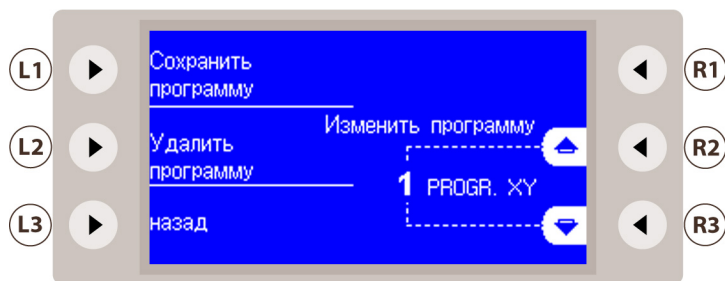 L1
Сохранить
программу
R1
L2
Удалить
программу
Изменить программу
R2
1 PROGR. XY
L3
назад
R3